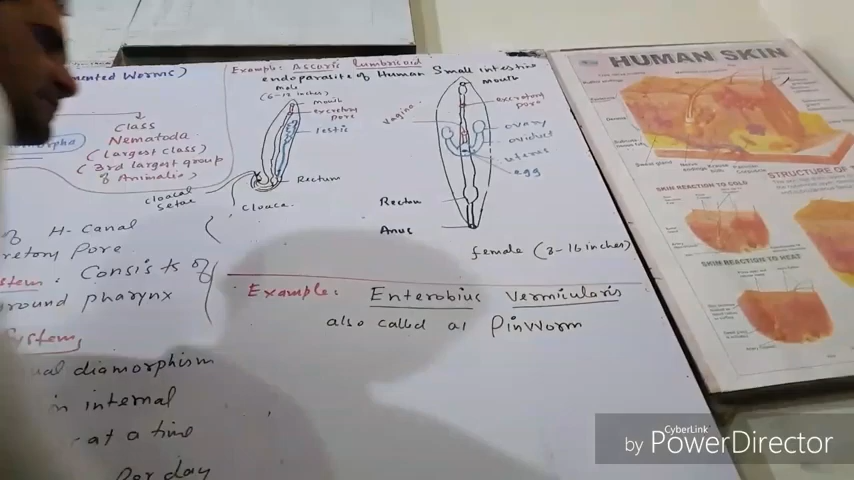 mented Worms)
morpha
Class
Nematoda
(Largest class)
(3rd largest group
of Animalia)
of H- Canal
retory Pore
stem: Consists of
round pharynx
System,
ual diamorphism
in internal
at a time
Per day
Example: Ascaris Lumbricoid
endoparasite of Human Small intestine
male
(6-12 inches)
mouth
excretory
pore
testis
Rectum
Cloacal
setae
Cloaca.
mouth
Vagina
excretory
pore
ovary
oviduct
uterus
egg
Rectum
Anus
female (8-16 inches)
Example: Enterobius Vermicularis
also called as PinWorm
HUMAN SKIN
SKIN REACTION TO COLD
STRUCTURE OF T
SKIN REACTION TO HEAT
CyberLink
by PowerDirector